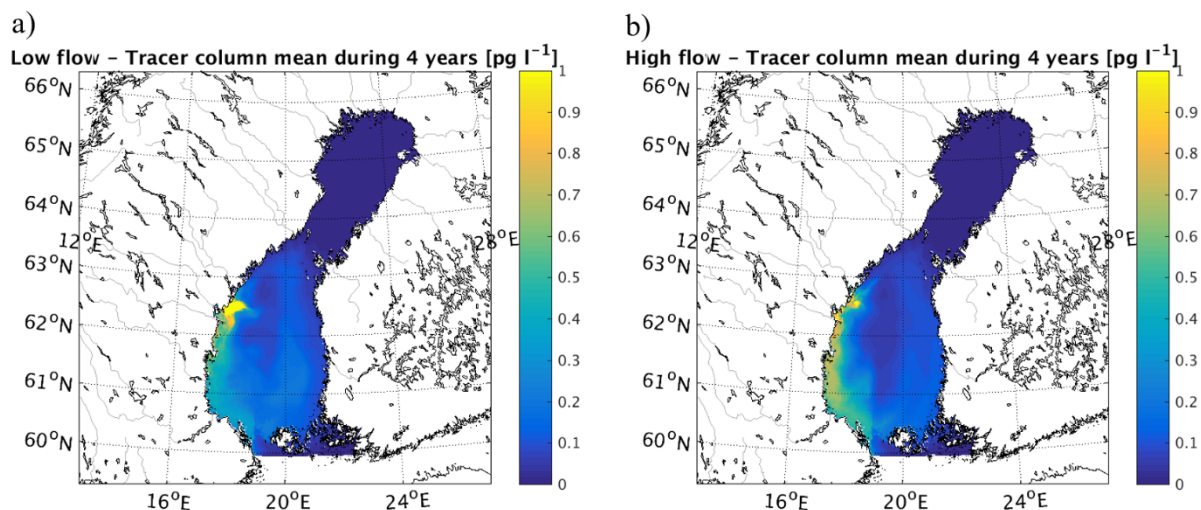 a)
Low flow – Tracer column mean during 4 years [pg l⁻¹]
66°N
65°N
64°N
12°E
28°E
63°N
62°N
61°N
60°N
16°E
20°E
24°E
1
0.9
0.8
0.7
0.6
0.5
0.4
0.3
0.2
0.1
0
b)
High flow – Tracer column mean during 4 years [pg l⁻¹]
66°N
65°N
64°N
12°E
28°E
63°N
62°N
61°N
60°N
16°E
20°E
24°E
1
0.9
0.8
0.7
0.6
0.5
0.4
0.3
0.2
0.1
0